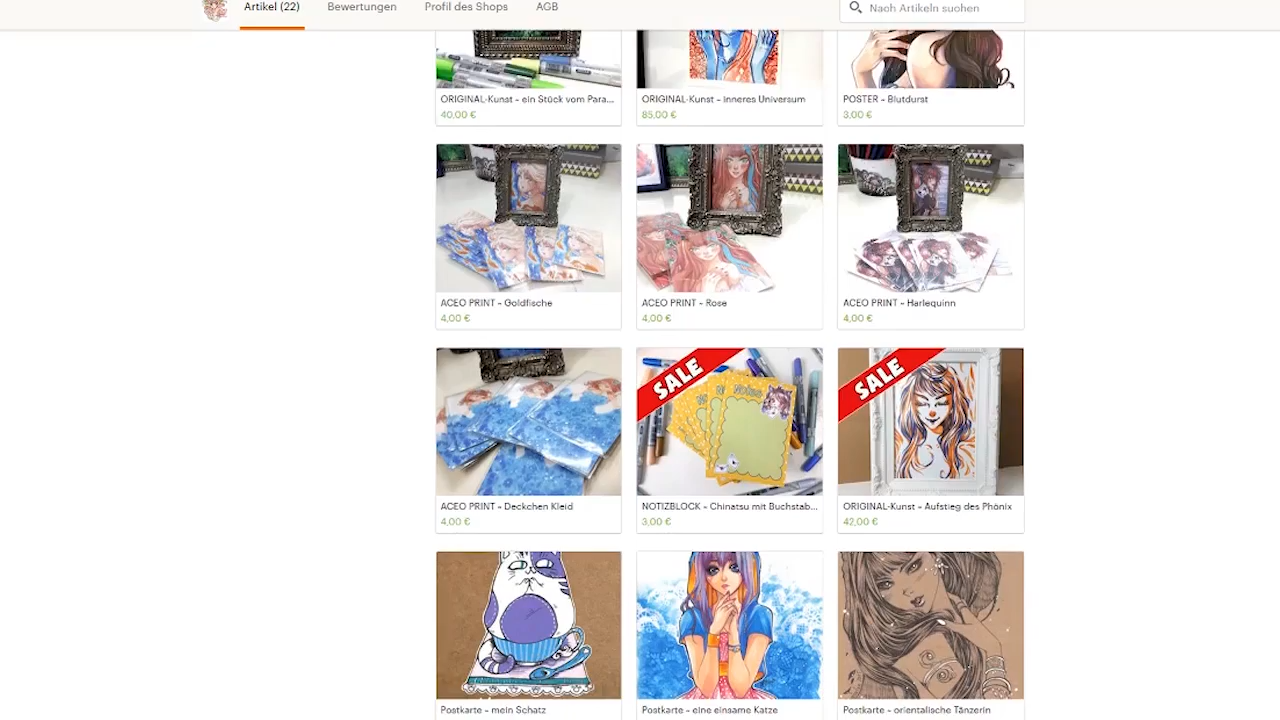 Artikel (22)
Bewertungen
Profil des Shops
AGB
Nach Artikeln suchen
ORIGINAL-Kunst ~ ein Stück vom Para...
40,00 €
ORIGINAL-Kunst ~ inneres Universum
85,00 €
POSTER ~ Blutdurst
3,00 €
ACEO PRINT ~ Goldfische
4,00 €
ACEO PRINT ~ Rose
4,00 €
ACEO PRINT ~ Harlequinn
4,00 €
SALE
NOTES
SALE
ACEO PRINT ~ Deckchen Kleid
4,00 €
NOTIZBLOCK ~ Chinatsu mit Buchstab...
3,00 €
ORIGINAL-Kunst ~ Aufstieg des Phönix
42,00 €
Postkarte ~ mein Schatz
Postkarte ~ eine einsame Katze
Postkarte ~ orientalische Tänzerin